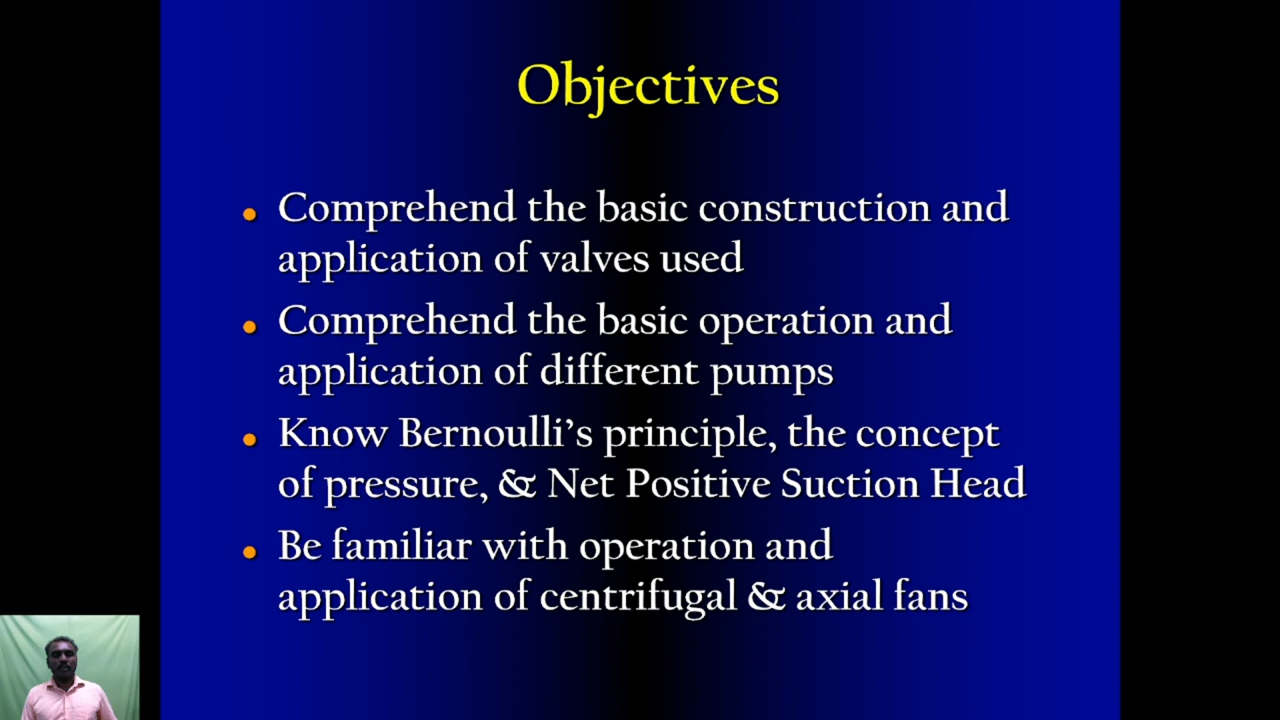 Objectives
• Comprehend the basic construction and
application of valves used
• Comprehend the basic operation and
application of different pumps
• Know Bernoulli’s principle, the concept
of pressure, & Net Positive Suction Head
• Be familiar with operation and
application of centrifugal & axial fans